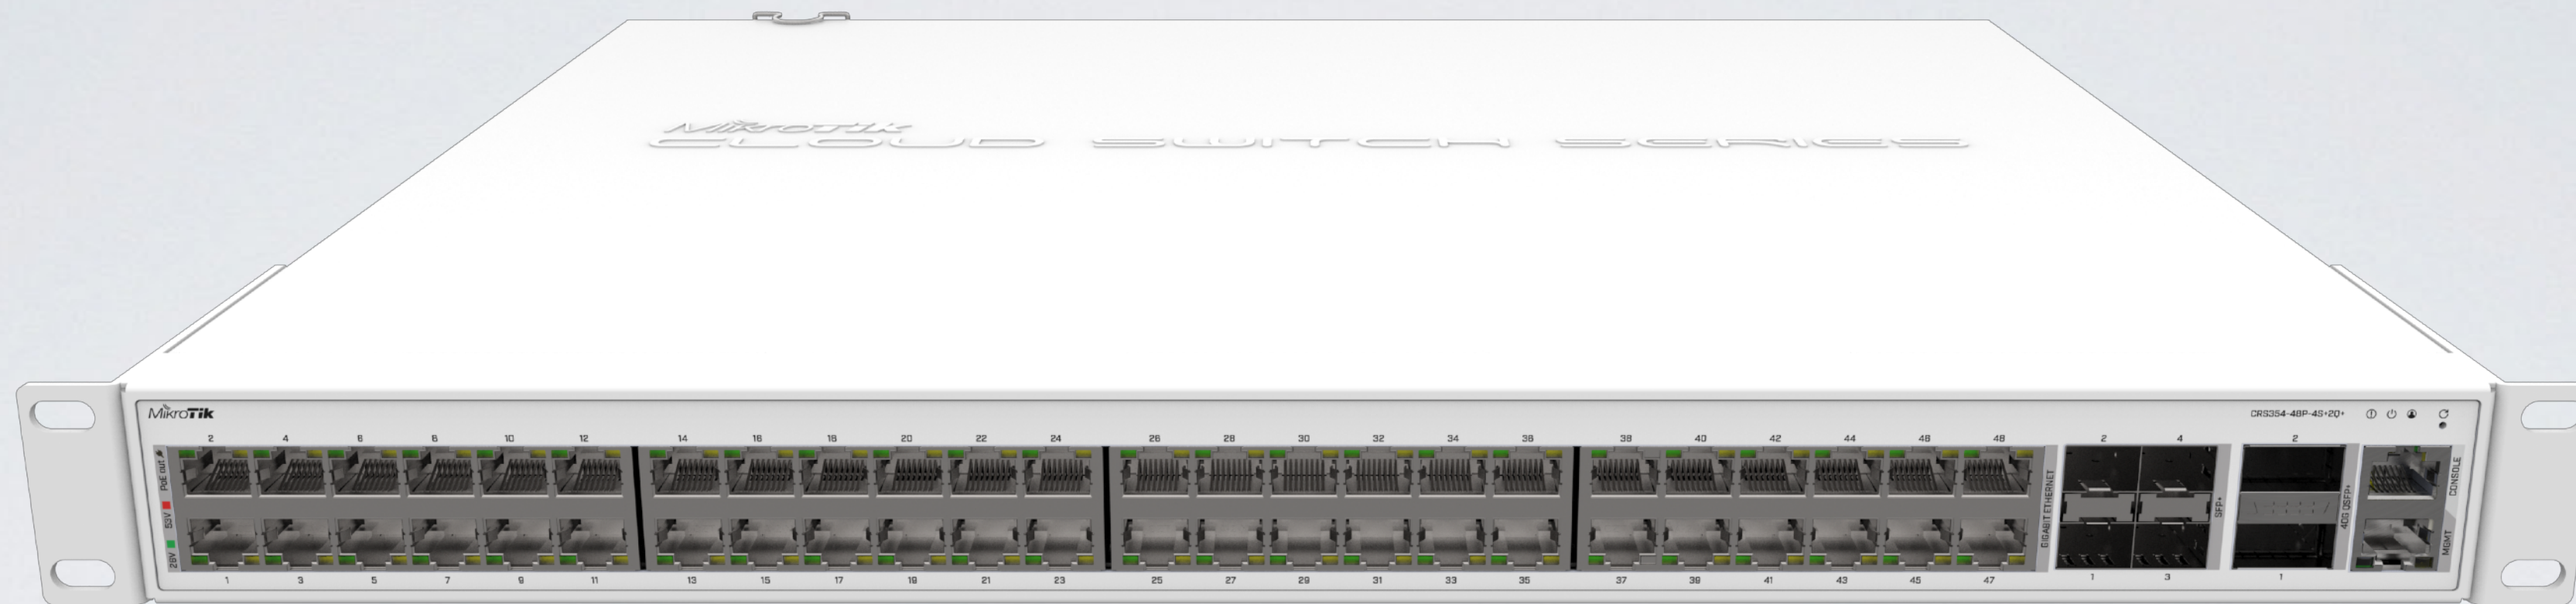 MikroTik
CLOUD SWITCH SERIES
MikroTik
CRS354-48P-4S+2Q+
2 4 6 8 10 12 14 16 18 20 22 24 26 28 30 32 34 36 38 40 42 44 46 48 2 4 2
PoE out
53V
26V
GIGABIT ETHERNET
SFP+
40G QSFP+
CONSOLE
MGMT
1 3 5 7 9 11 13 15 17 19 21 23 25 27 29 31 33 35 37 39 41 43 45 47 1 3 1